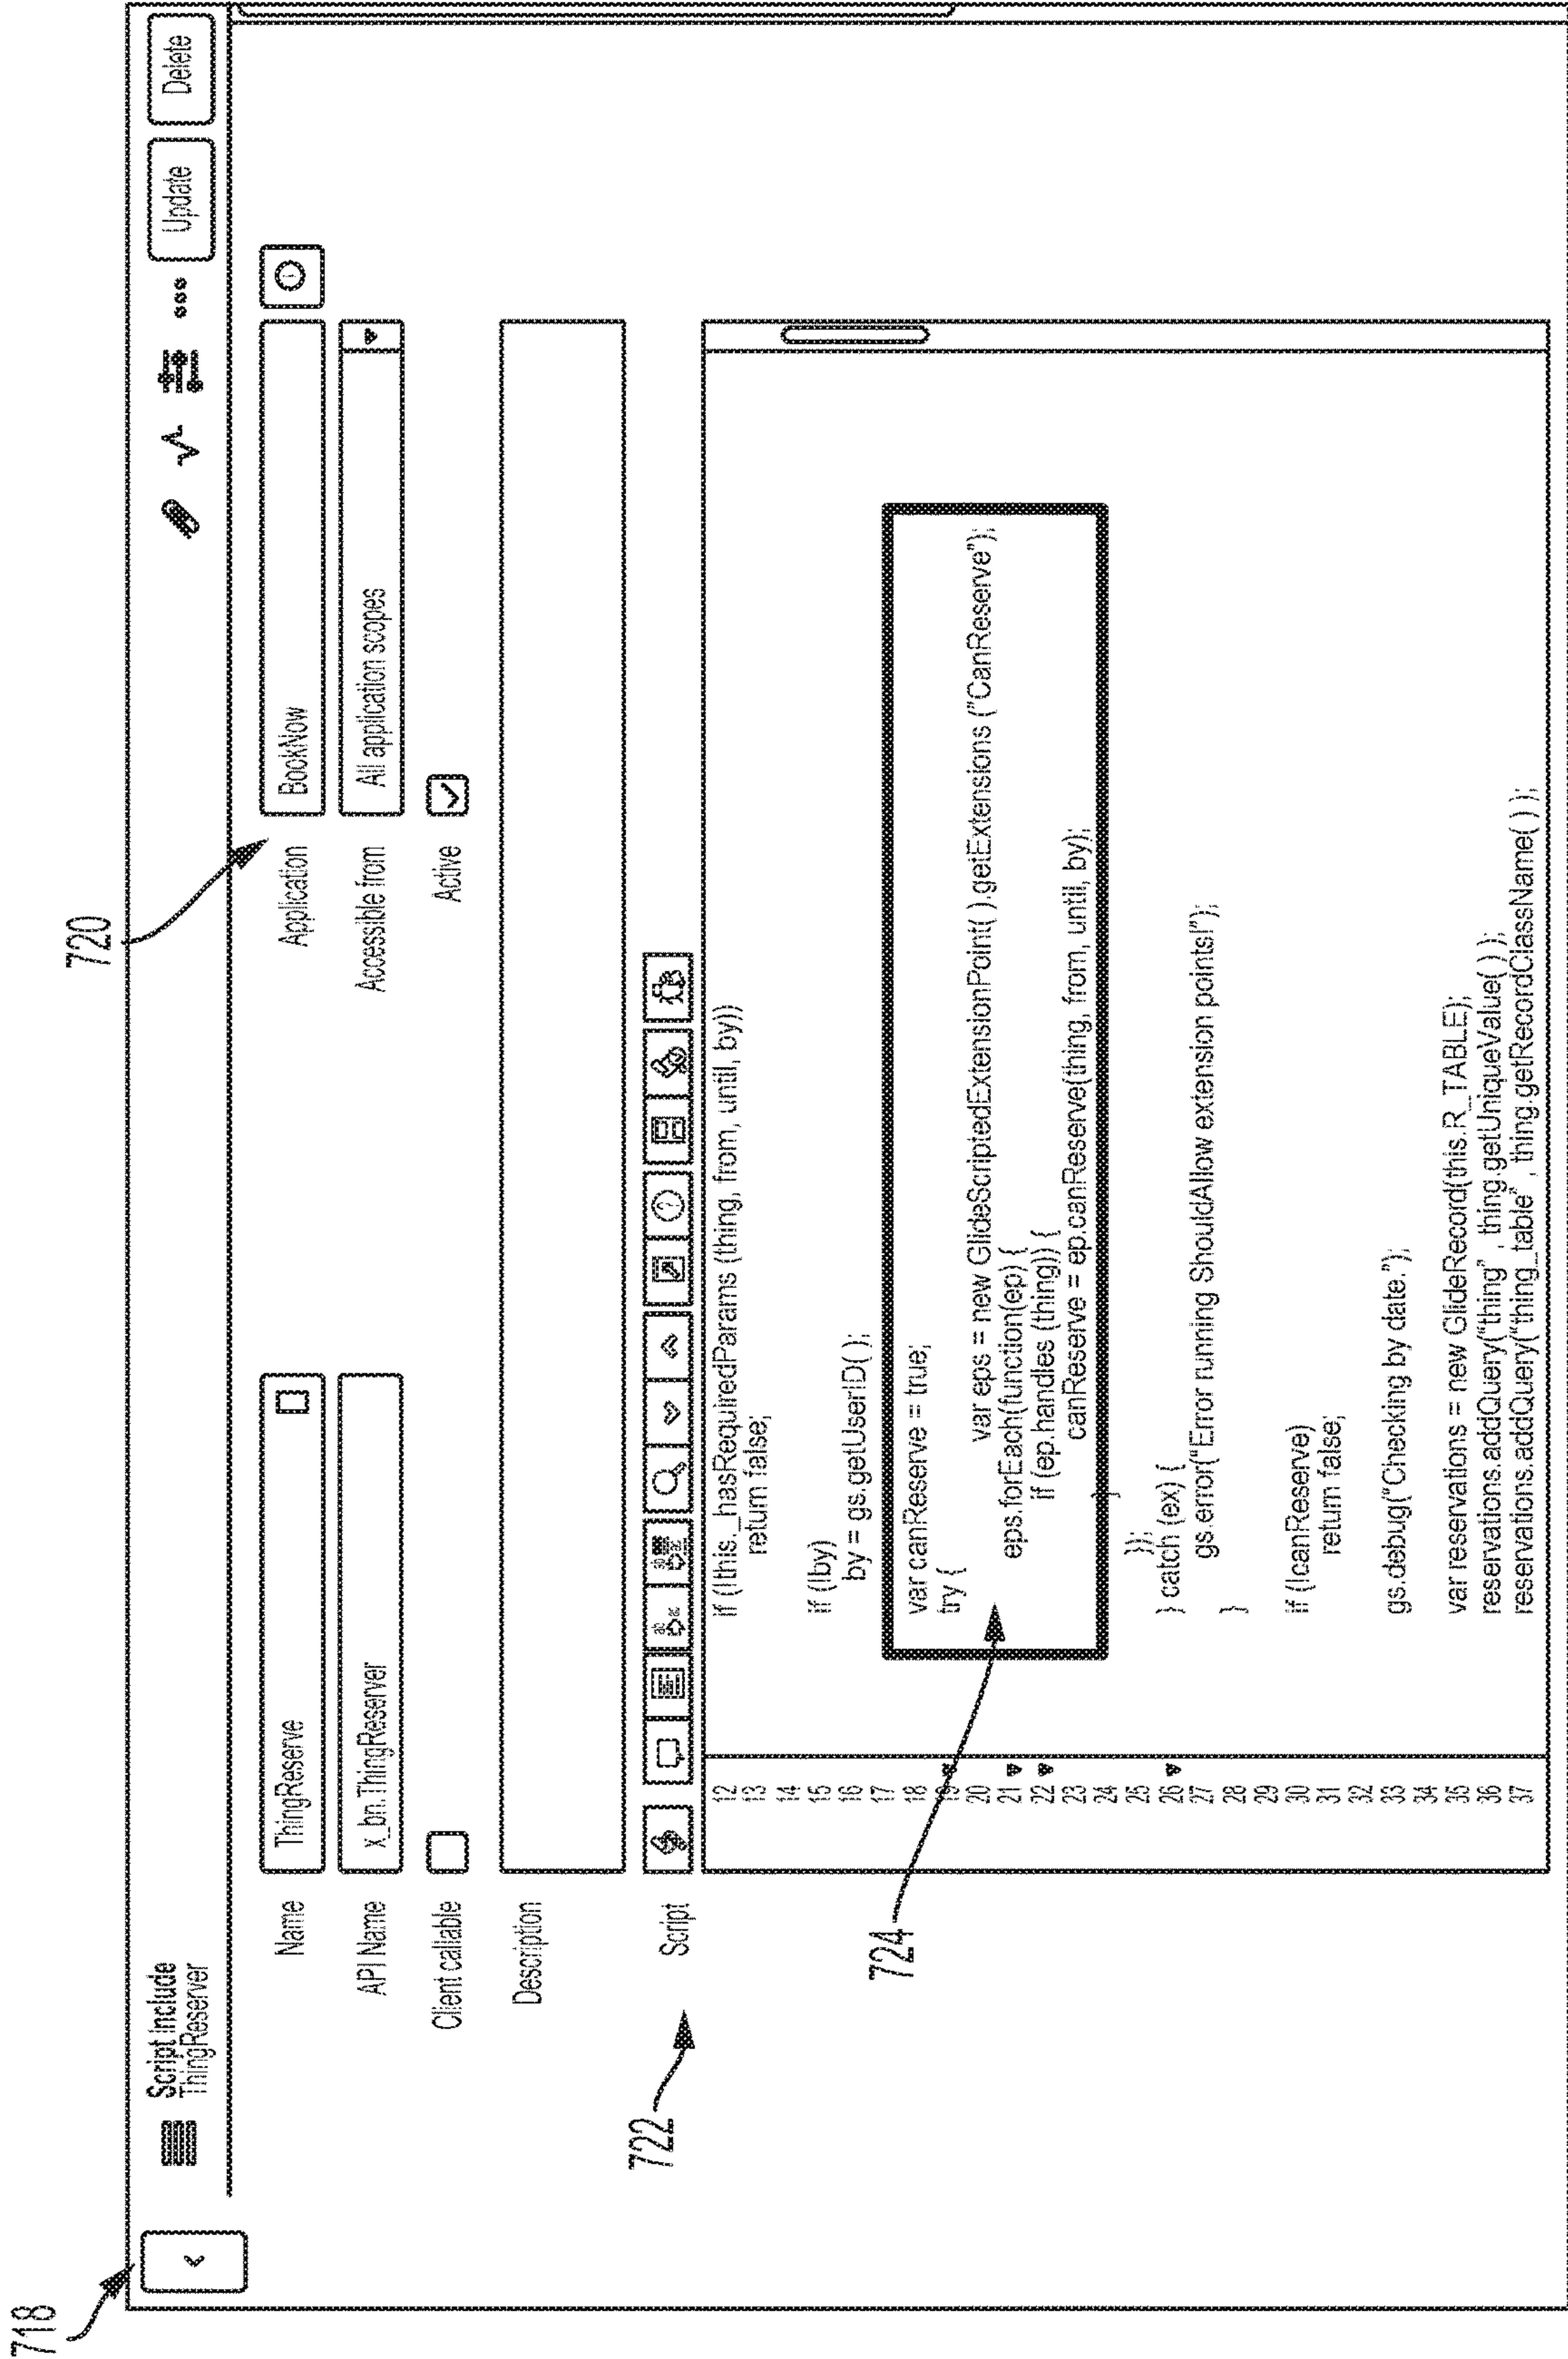 718
720
Script include
ThingReserver
Update
Delete
Name
ThingReserve
Application
BookNow
API Name
x_bn.ThingReserver
Accessible from
All application scopes
Client callable
Active
Description
722
Script
12
if (!this._hasRequiredParams (thing, from, until, by))
13
return false;
14
15
if (!by)
16
by = gs.getUserID( );
17
18
var canReserve = true;
19
try {
20
var eps = new GlideScriptedExtensionPoint( ).getExtensions ("CanReserve");
21
eps.forEach(function(ep) {
22
if (ep.handles (thing)) {
23
canReserve = ep.canReserve(thing, from, until, by);
24
}
25
});
26
} catch (ex) {
27
gs.error("Error running ShouldAllow extension points!");
28
}
29
30
if (!canReserve)
31
return false;
32
33
gs.debug("Checking by date.");
34
35
var reservations = new GlideRecord(this.R_TABLE);
36
reservations.addQuery("thing" , thing.getUniqueValue( ) );
37
reservations.addQuery("thing_table" , thing.getRecordClassName( ) );
724